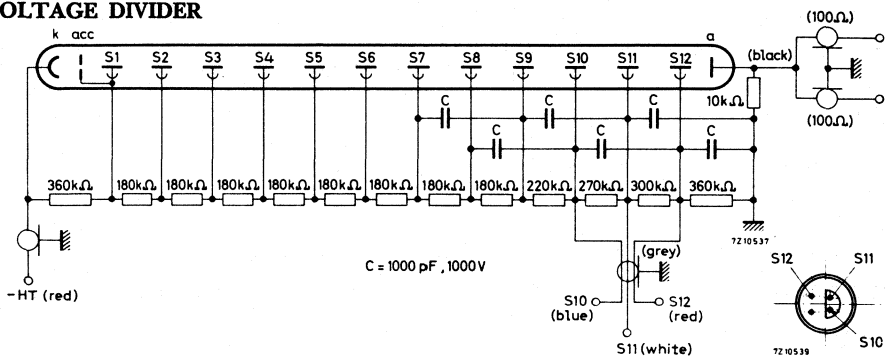 OLTAGE DIVIDER
(100Ω)
k acc S1 S2 S3 S4 S5 S6 S7 S8 S9 S10 S11 S12 a
(black)
C C C
10kΩ
C C C
(100Ω)
360kΩ 180kΩ 180kΩ 180kΩ 180kΩ 180kΩ 180kΩ 180kΩ 180kΩ 220kΩ 270kΩ 300kΩ 360kΩ
7Z10537
(grey)
C = 1000 pF, 1000V
-HT (red)
S10 (blue)
S12 (red)
S11 (white)
S12 S11
S10
7Z10539